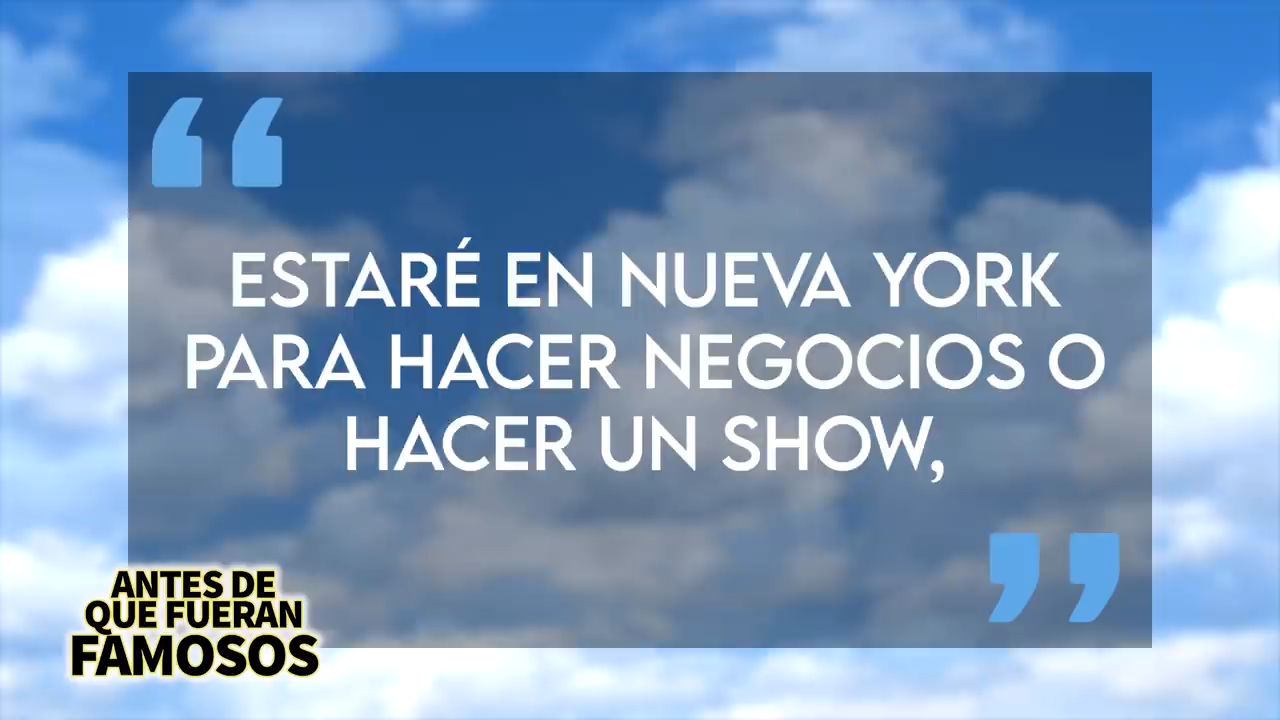 “
ESTARÉ EN NUEVA YORK
PARA HACER NEGOCIOS O
HACER UN SHOW,
”
ANTES DE
QUE FUERAN
FAMOSOS